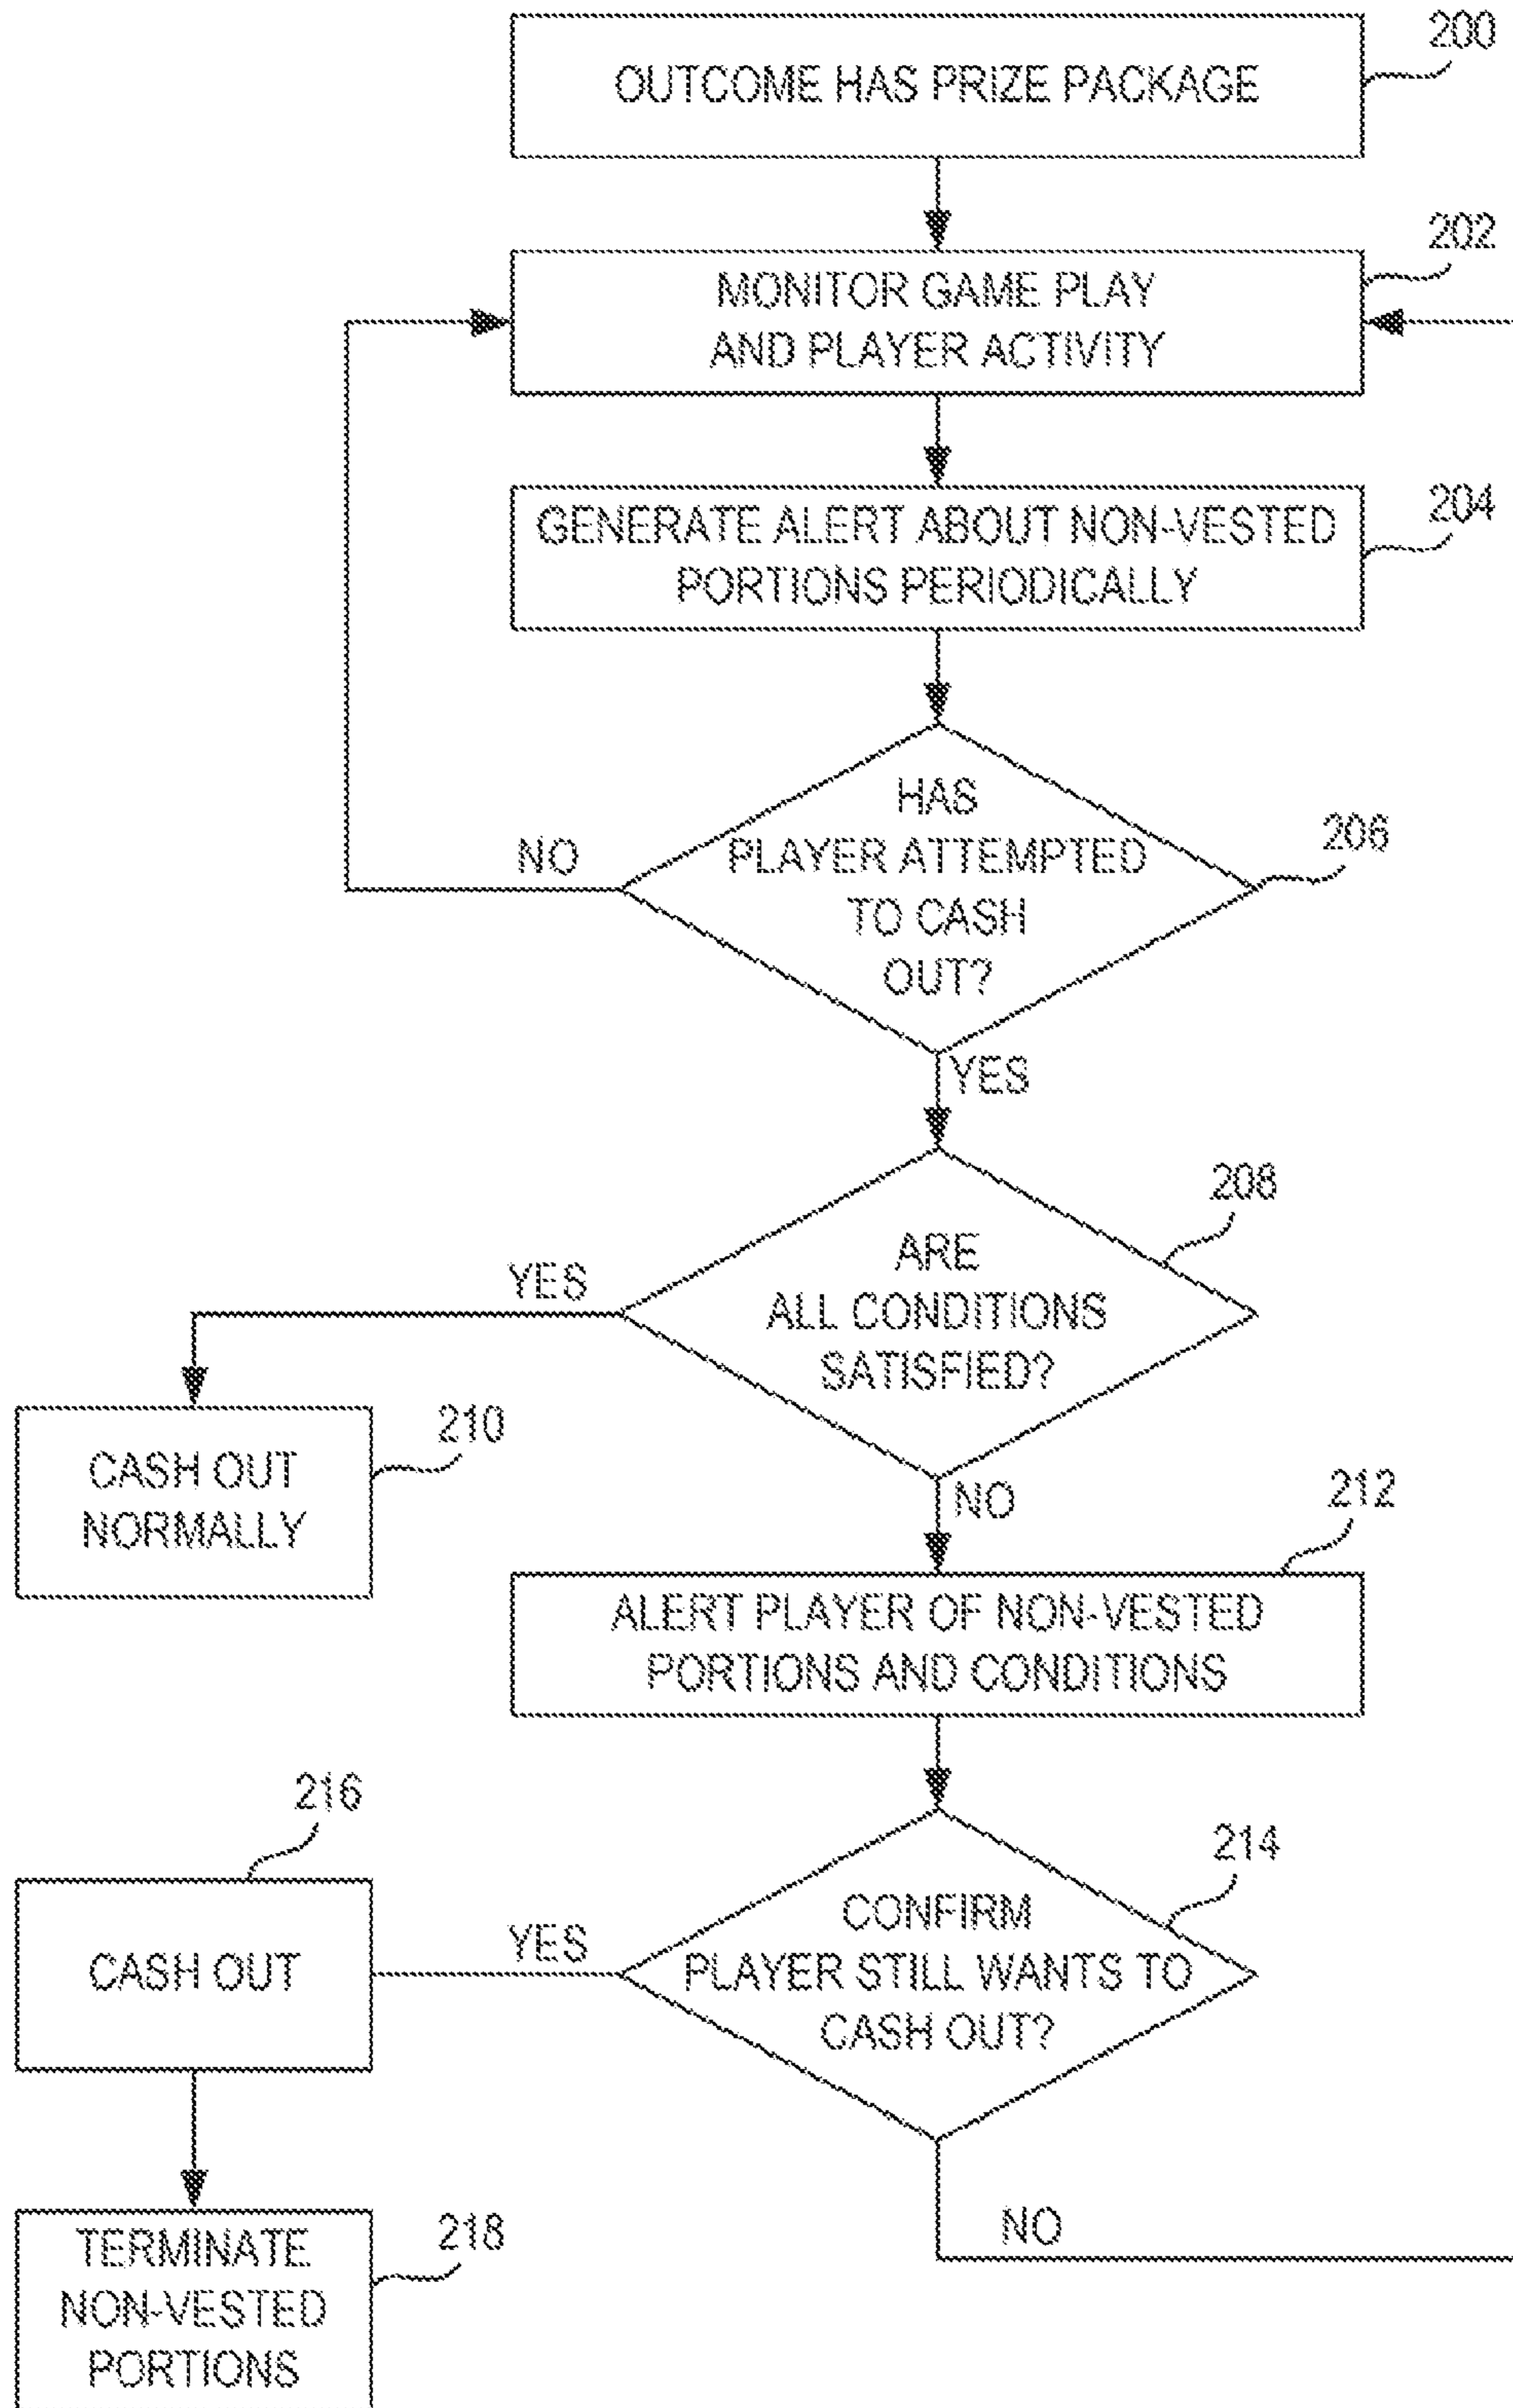 200
OUTCOME HAS PRIZE PACKAGE
202
MONITOR GAME PLAY
AND PLAYER ACTIVITY
204
GENERATE ALERT ABOUT NON-VESTED
PORTIONS PERIODICALLY
206
HAS
PLAYER ATTEMPTED
TO CASH
OUT?
NO
YES
208
ARE
ALL CONDITIONS
SATISFIED?
YES
210
CASH OUT
NORMALLY
NO
212
ALERT PLAYER OF NON-VESTED
PORTIONS AND CONDITIONS
214
CONFIRM
PLAYER STILL WANTS TO
CASH OUT?
YES
216
CASH OUT
NO
218
TERMINATE
NON-VESTED
PORTIONS